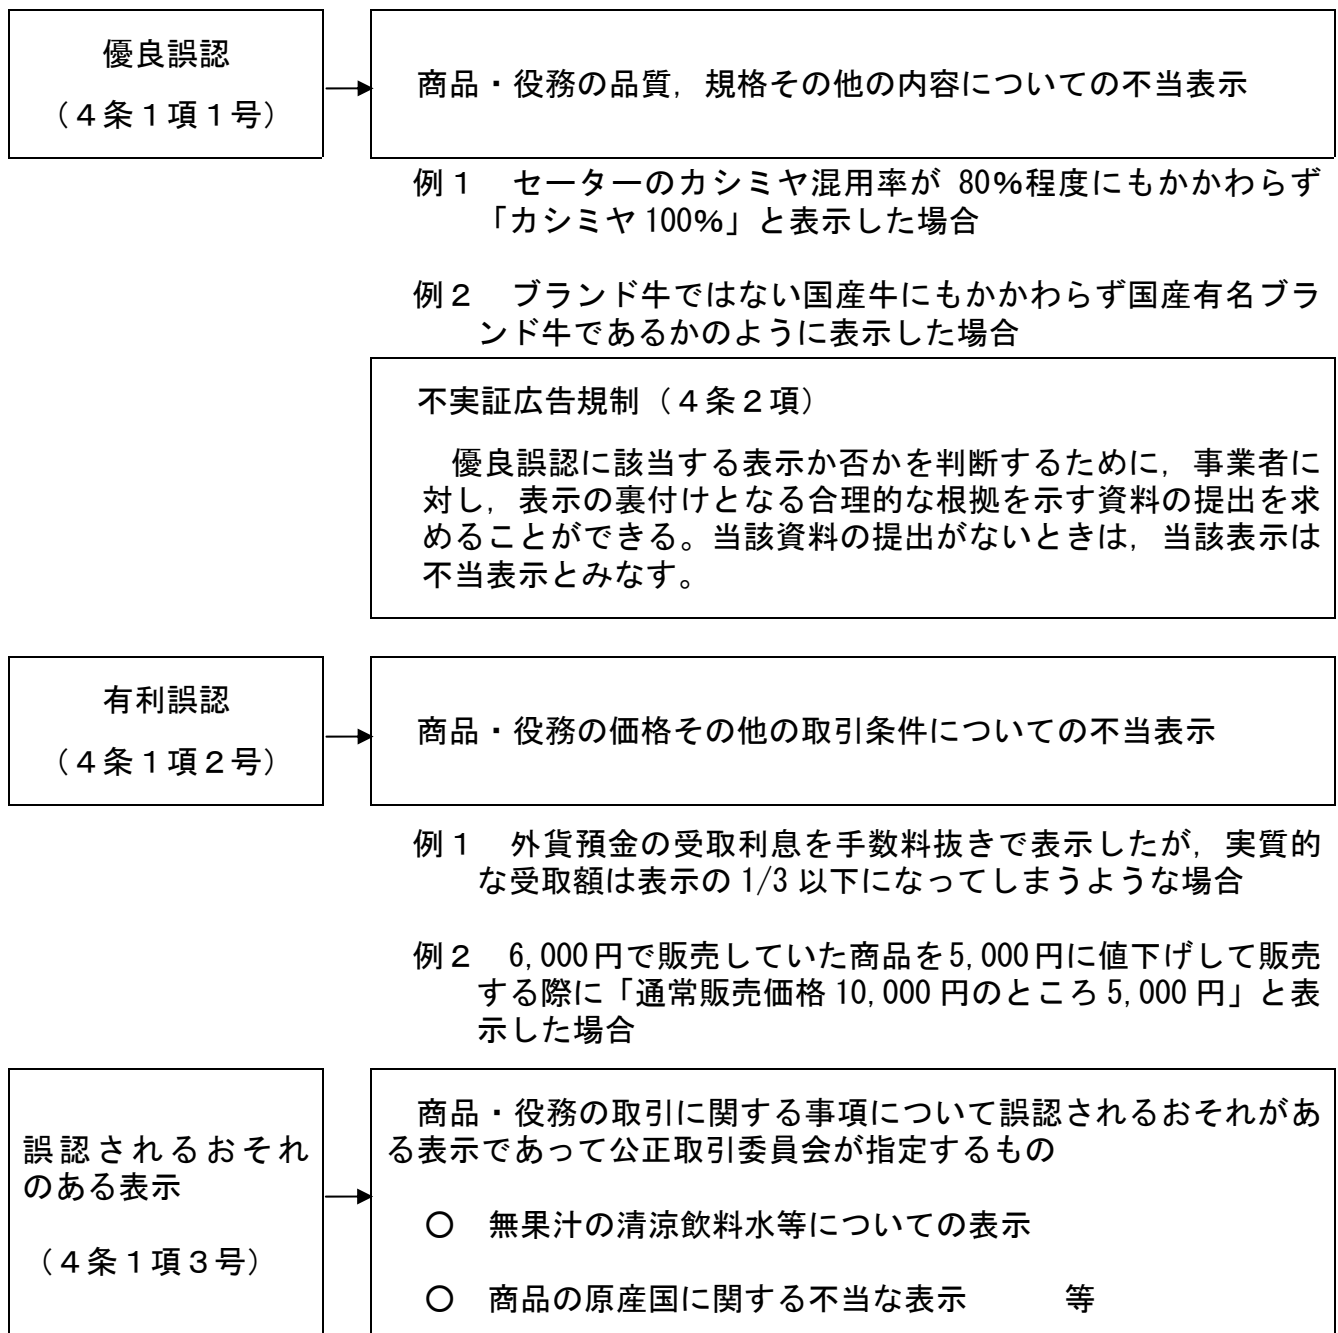 優良誤認
（４条１項１号）
商品・役務の品質，規格その他の内容についての不当表示
例１　セーターのカシミヤ混用率が 80%程度にもかかわらず
「カシミヤ 100%」と表示した場合
例２　ブランド牛ではない国産牛にもかかわらず国産有名ブラ
ンド牛であるかのように表示した場合
不実証広告規制（４条２項）
優良誤認に該当する表示か否かを判断するために，事業者に
対し，表示の裏付けとなる合理的な根拠を示す資料の提出を求
めることができる。当該資料の提出がないときは，当該表示は
不当表示とみなす。
有利誤認
（４条１項２号）
商品・役務の価格その他の取引条件についての不当表示
例１　外貨預金の受取利息を手数料抜きで表示したが，実質的
な受取額は表示の 1/3 以下になってしまうような場合
例２　6,000円で販売していた商品を5,000円に値下げして販売
する際に「通常販売価格 10,000 円のところ 5,000 円」と表
示した場合
誤認されるおそれ
のある表示
（４条１項３号）
商品・役務の取引に関する事項について誤認されるおそれがあ
る表示であって公正取引委員会が指定するもの
○　無果汁の清涼飲料水等についての表示
○　商品の原産国に関する不当な表示　　等